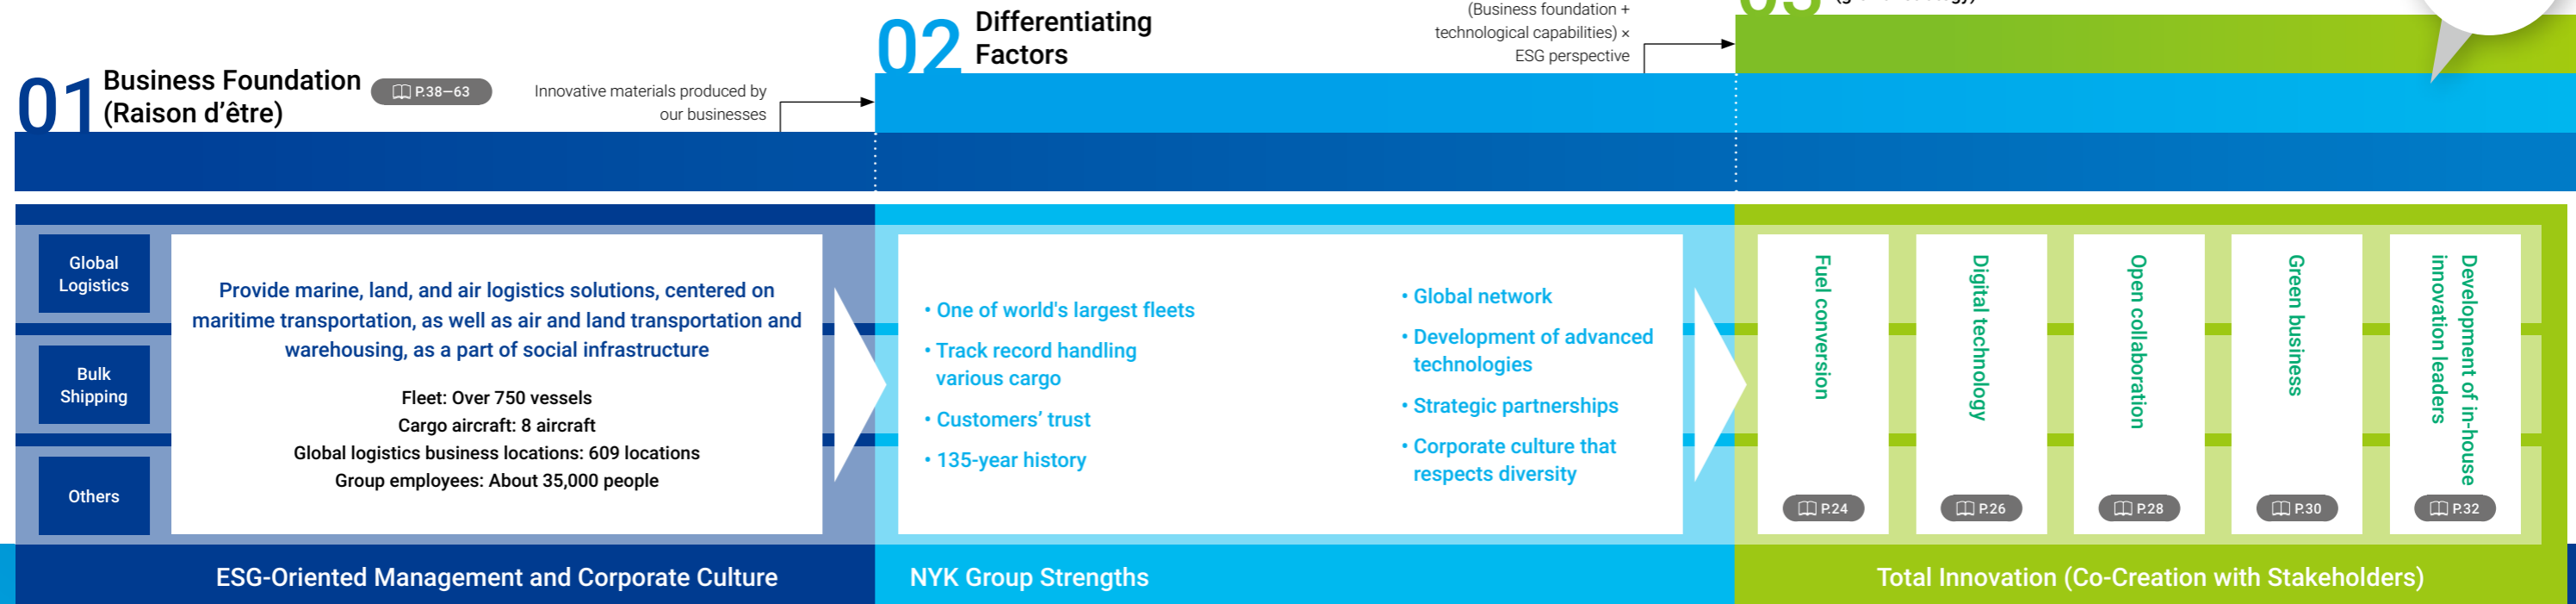 01
Business Foundation
(Raison d’être)
P.38–63
Innovative materials produced by
our businesses
02
Differentiating
Factors
(Business foundation +
technological capabilities) ×
ESG perspective
Global
Logistics
Bulk
Shipping
Others
Provide marine, land, and air logistics solutions, centered on
maritime transportation, as well as air and land transportation and
warehousing, as a part of social infrastructure
Fleet: Over 750 vessels
Cargo aircraft: 8 aircraft
Global logistics business locations: 609 locations
Group employees: About 35,000 people
ESG-Oriented Management and Corporate Culture
• One of world's largest fleets
• Track record handling
various cargo
• Customers’ trust
• 135-year history
• Global network
• Development of advanced
technologies
• Strategic partnerships
• Corporate culture that
respects diversity
NYK Group Strengths
Fuel conversion
P.24
Digital technology
P.26
Open collaboration
P.28
Green business
P.30
Development of in-house
innovation leaders
P.32
Total Innovation (Co-Creation with Stakeholders)